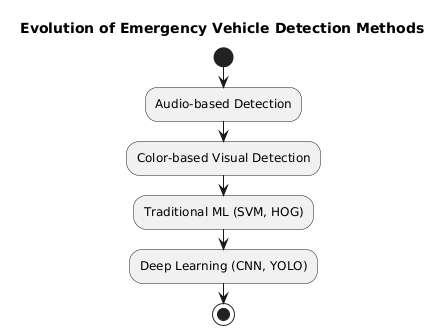 Evolution of Emergency Vehicle Detection Methods
Audio-based Detection
Color-based Visual Detection
Traditional ML (SVM, HOG)
Deep Learning (CNN, YOLO)